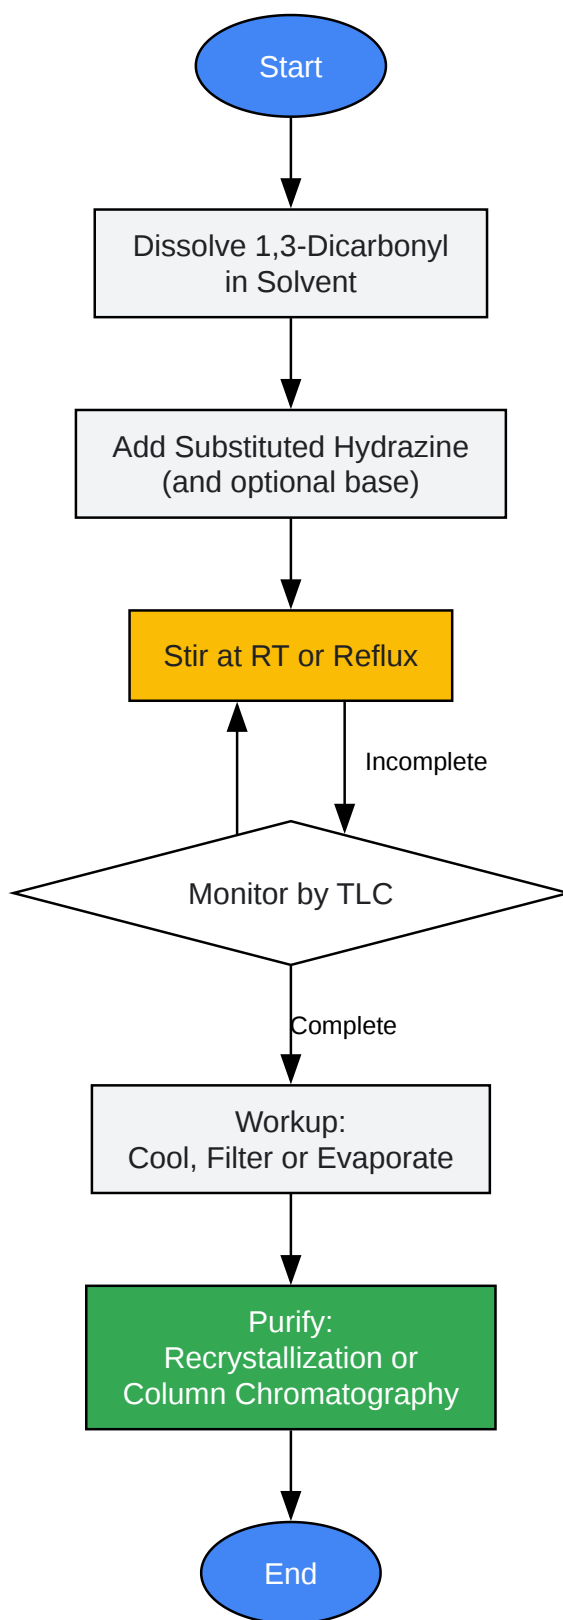 Start
Dissolve 1,3-Dicarbonyl
in Solvent
Add Substituted Hydrazine
(and optional base)
Stir at RT or Reflux
Incomplete
Monitor by TLC
Complete
Workup:
Cool, Filter or Evaporate
Purify:
Recrystallization or
Column Chromatography
End